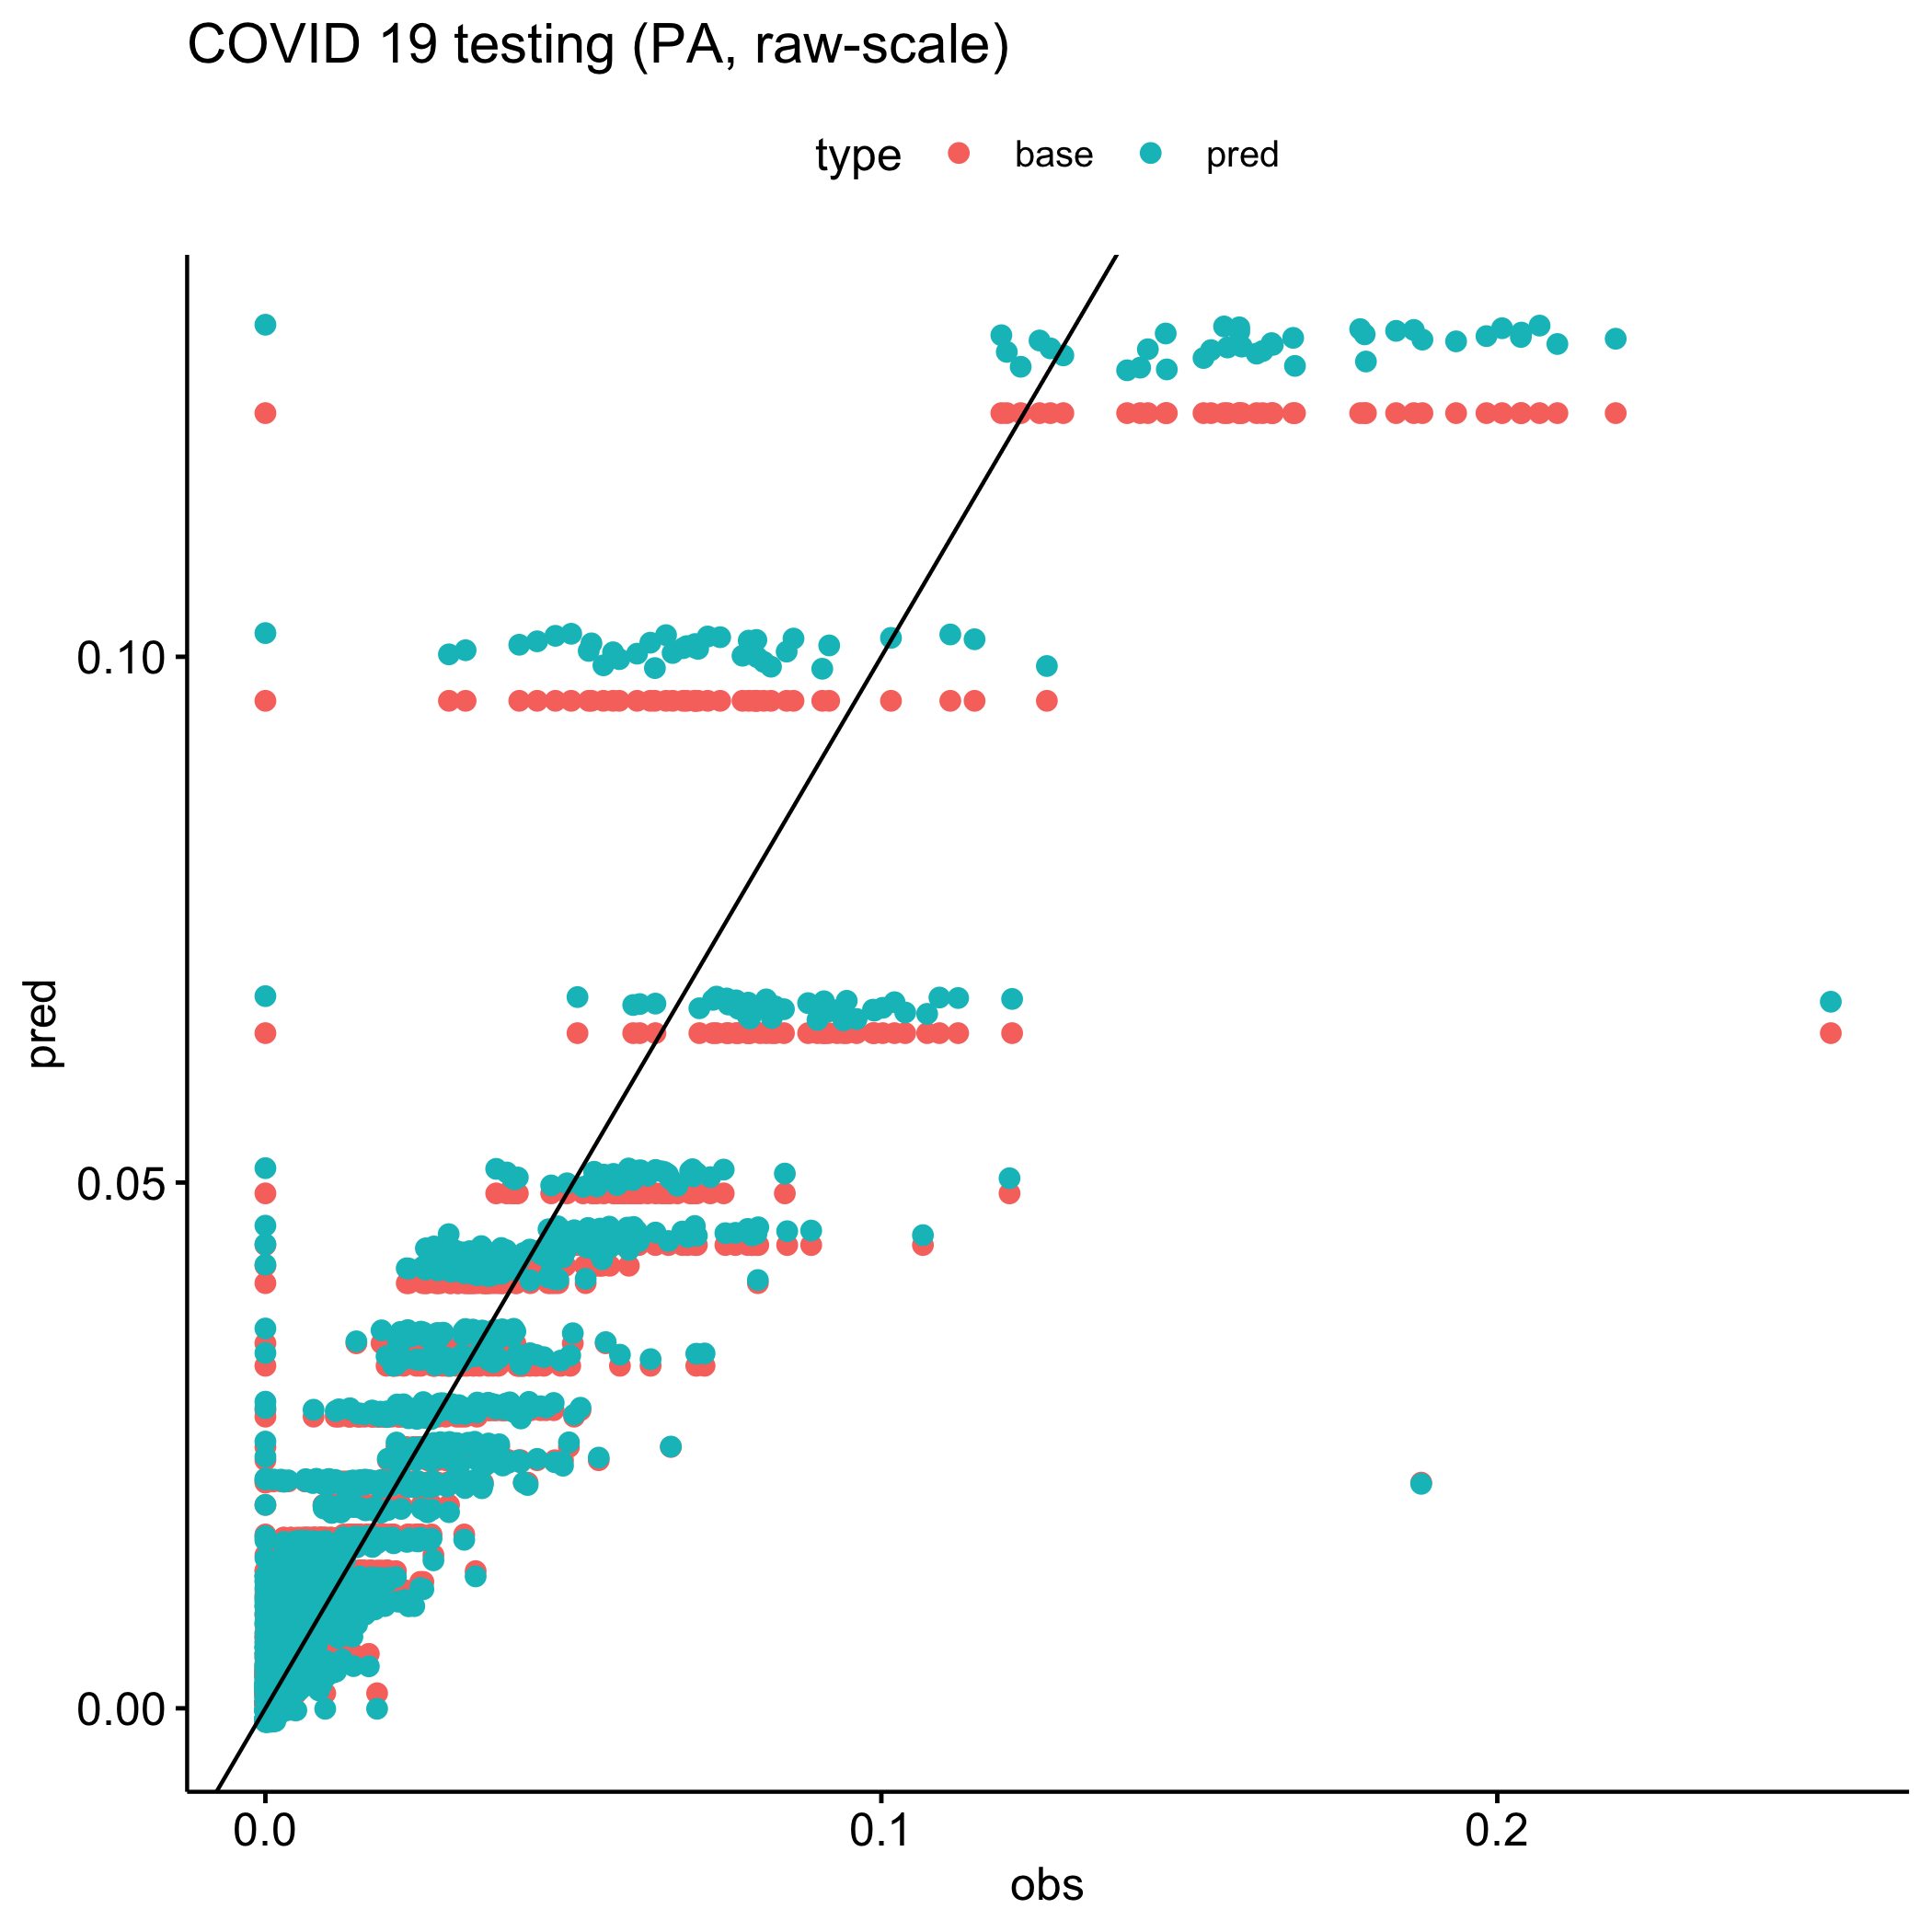 COVID 19 testing (PA, raw-scale)
type base pred
pred
0.10
0.05
0.00
0.0 0.1 0.2
obs